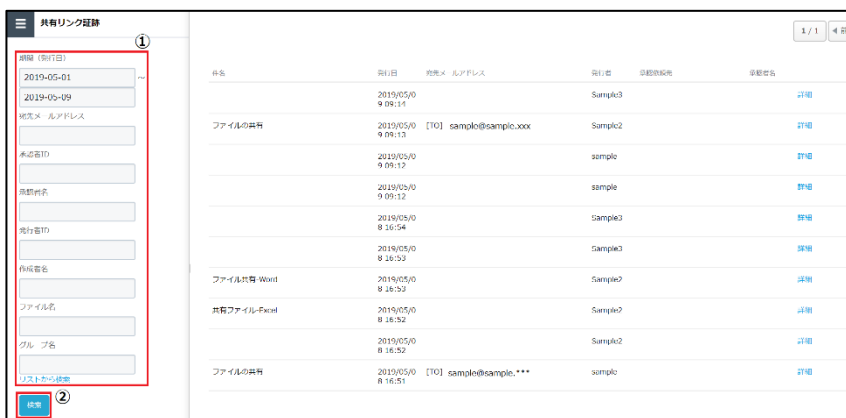 共有リンク証跡
①
1 / 1
期間（発行日）
2019-05-01
～
2019-05-09
宛先メールアドレス
承認者ID
承認者名
発行者ID
作成者名
ファイル名
グループ名
リストから検索
検索
②
件名 発行日 宛先メールアドレス 発行者 承認依頼先 承認者名
2019/05/0 Sample3 詳細
9 09:14
ファイルの共有 2019/05/0 [TO] sample@sample.xxx Sample2 詳細
9 09:13
2019/05/0 sample 詳細
9 09:12
2019/05/0 sample 詳細
9 09:12
2019/05/0 Sample3 詳細
8 16:54
2019/05/0 Sample3 詳細
8 16:53
ファイル共有-Word 2019/05/0 Sample2 詳細
8 16:53
共有ファイル-Excel 2019/05/0 Sample2 詳細
8 16:52
2019/05/0 Sample2 詳細
8 16:52
ファイルの共有 2019/05/0 [TO] sample@sample.*** sample 詳細
8 16:51